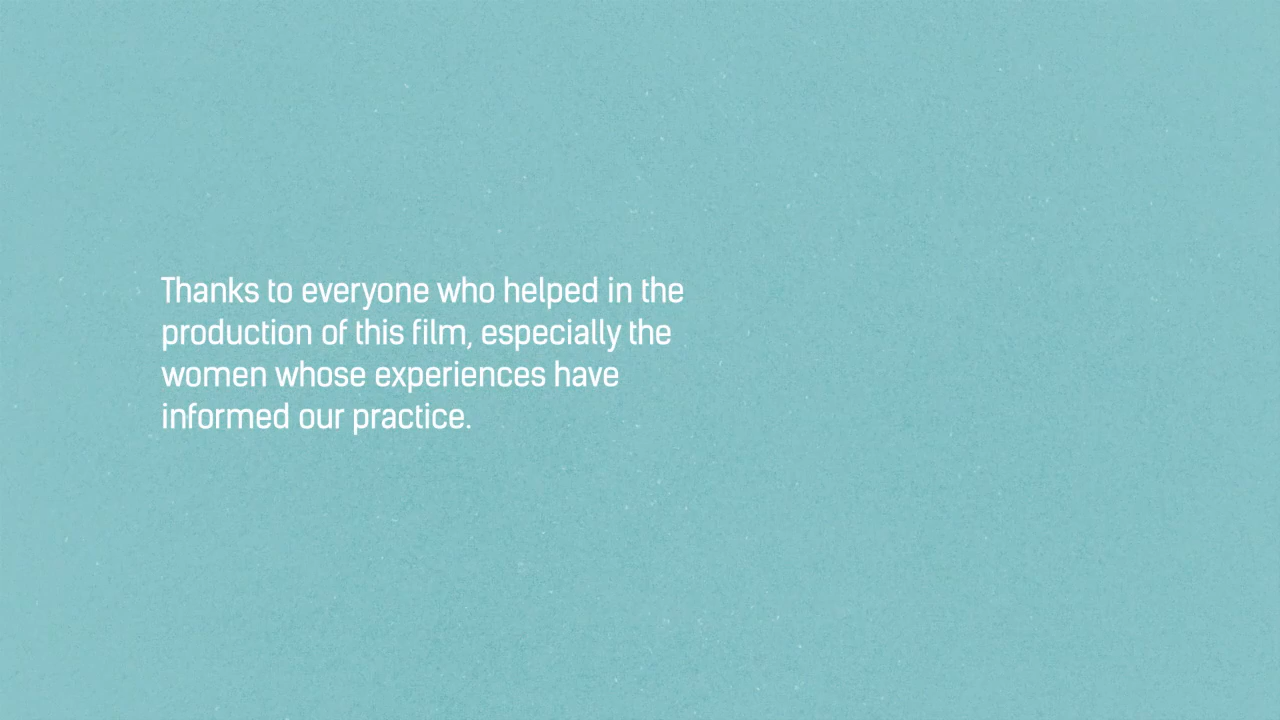 Thanks to everyone who helped in the
production of this film, especially the
women whose experiences have
informed our practice.